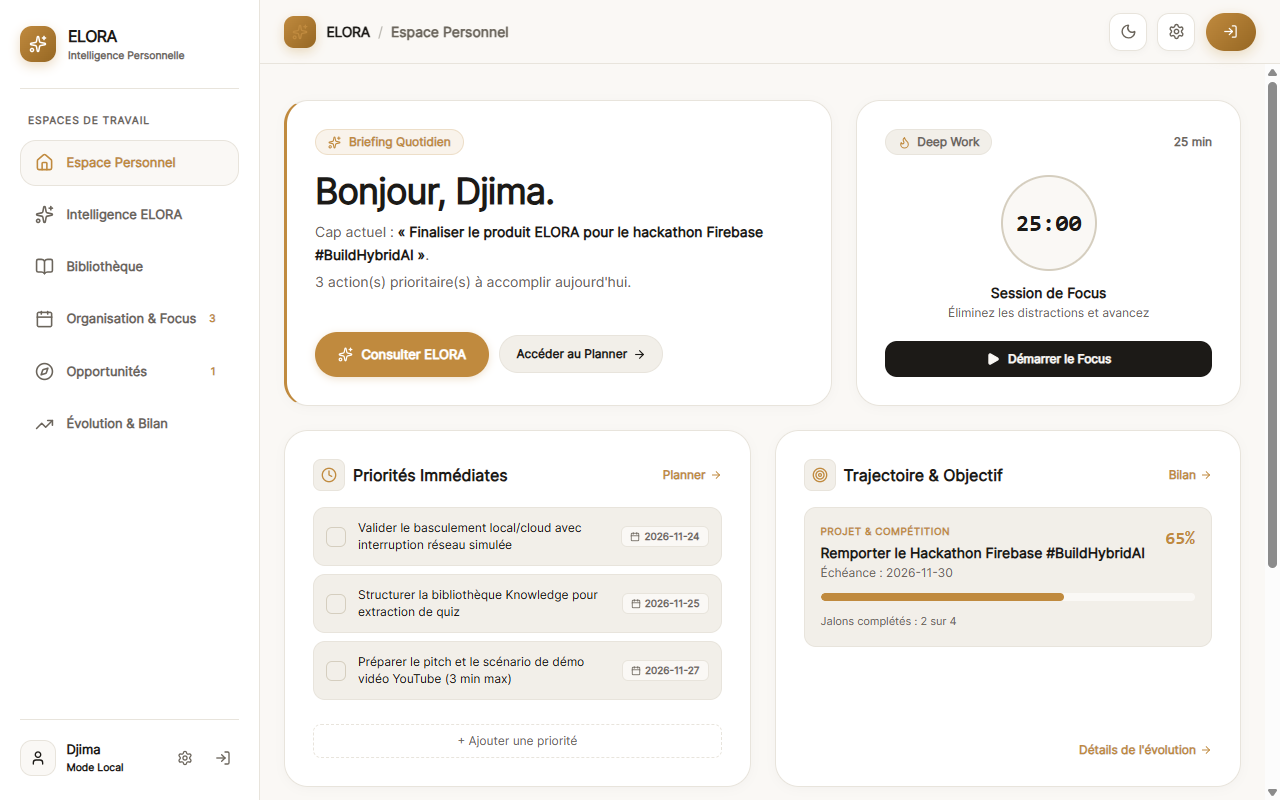 ELORA
Intelligence Personnelle
ESPACES DE TRAVAIL
Espace Personnel
Intelligence ELORA
Bibliothèque
Organisation & Focus 3
Opportunités 1
Évolution & Bilan
Djima
Mode Local
ELORA / Espace Personnel
Briefing Quotidien
Bonjour, Djima.
Cap actuel : « Finaliser le produit ELORA pour le hackathon Firebase
#BuildHybridAI ».
3 action(s) prioritaire(s) à accomplir aujourd'hui.
Consulter ELORA
Accéder au Planner →
Deep Work
25 min
25:00
Session de Focus
Éliminez les distractions et avancez
Démarrer le Focus
Priorités Immédiates
Planner →
Valider le basculement local/cloud avec
interruption réseau simulée
2026-11-24
Structurer la bibliothèque Knowledge pour
extraction de quiz
2026-11-25
Préparer le pitch et le scénario de démo
vidéo YouTube (3 min max)
2026-11-27
+ Ajouter une priorité
Trajectoire & Objectif
Bilan →
PROJET & COMPÉTITION
65%
Remporter le Hackathon Firebase #BuildHybridAI
Échéance : 2026-11-30
Jalons complétés : 2 sur 4
Détails de l'évolution →